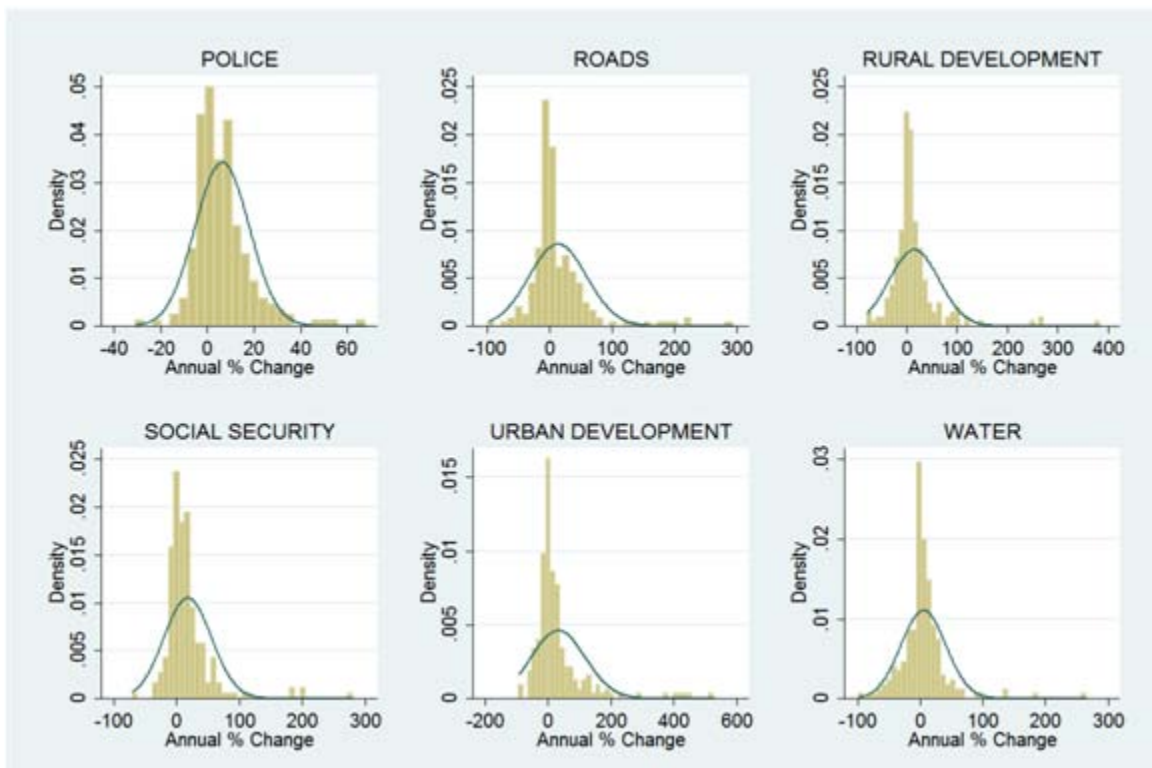 POLICE
Density
0 .01 .02 .03 .04 .05
-40 -20 0 20 40 60
Annual % Change
ROADS
Density
0 .005 .01 .015 .02 .025
-100 0 100 200 300
Annual % Change
RURAL DEVELOPMENT
Density
0 .005 .01 .015 .02 .025
-100 0 100 200 300 400
Annual % Change
SOCIAL SECURITY
Density
0 .005 .01 .015 .02 .025
-100 0 100 200 300
Annual % Change
URBAN DEVELOPMENT
Density
0 .005 .01 .015
-200 0 200 400 600
Annual % Change
WATER
Density
0 .01 .02 .03
-100 0 100 200 300
Annual % Change